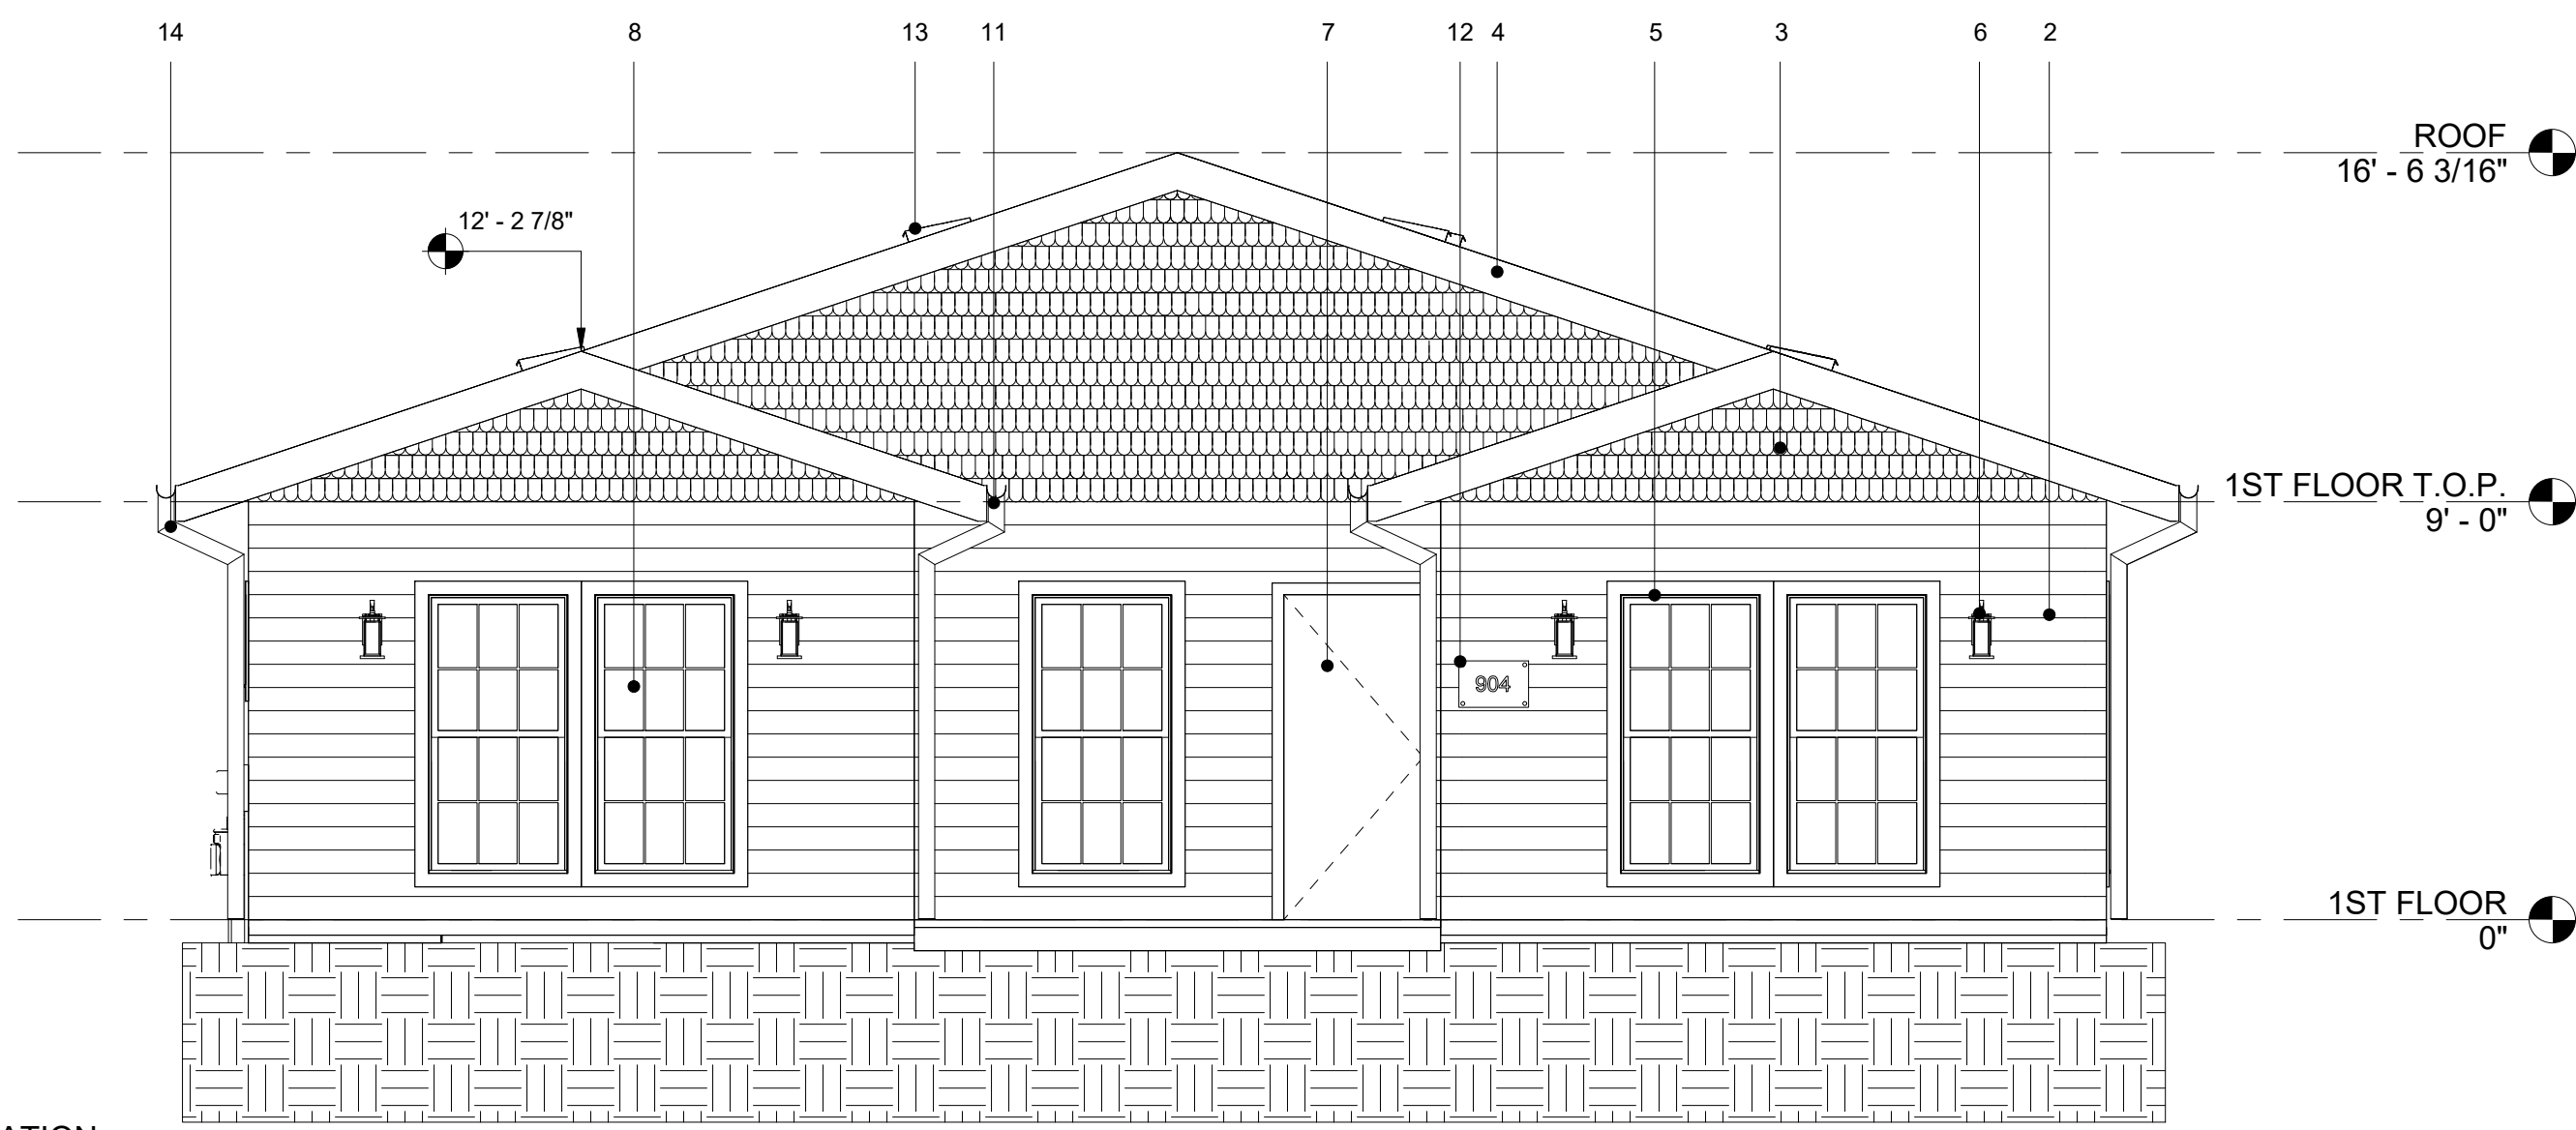 14 8 13 11 7 12 4 5 3 6 2
ROOF
16' - 6 3/16"
12' - 2 7/8"
1ST FLOOR T.O.P.
9' - 0"
904
1ST FLOOR
0"